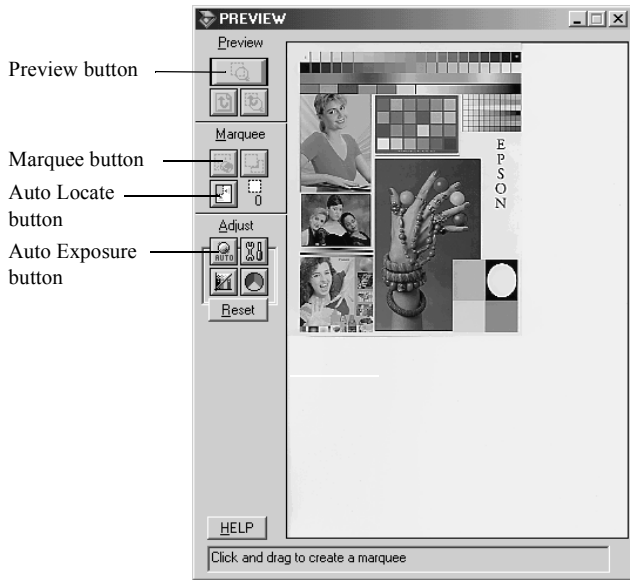 PREVIEW
Preview
Preview button
Marquee
Marquee button
Auto Locate
button
0
Adjust
Auto Exposure
button
AUTO
Reset
EPSON
HELP
Click and drag to create a marquee